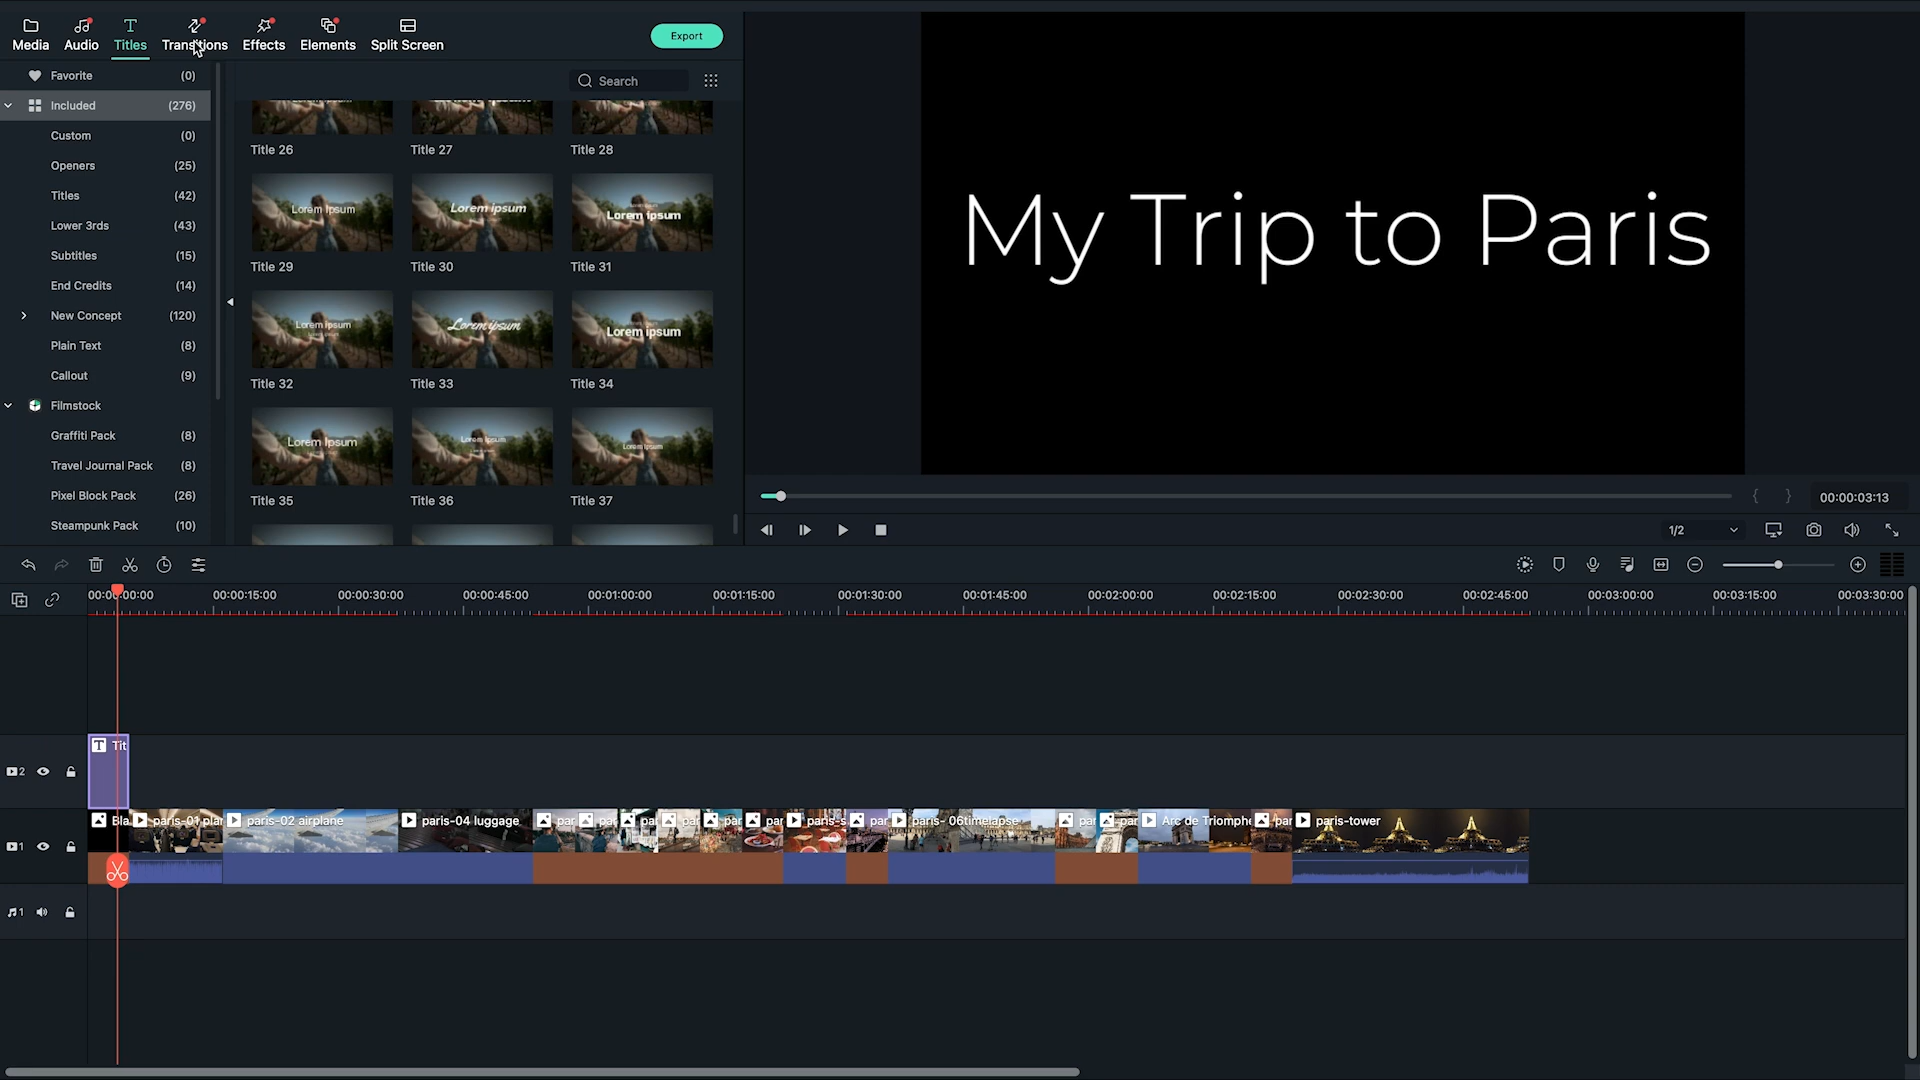 Media Audio Titles Transitions Effects Elements Split Screen
Export
Favorite (0)
Included (276)
Custom (0)
Openers (25)
Titles (42)
Lower 3rds (43)
Subtitles (15)
End Credits (14)
New Concept (120)
Plain Text (8)
Callout (9)
Filmstock
Graffiti Pack (8)
Travel Journal Pack (8)
Pixel Block Pack (26)
Steampunk Pack (10)
Search
Title 26 Title 27 Title 28
Lorem Ipsum Lorem ipsum Lorem ipsum
Title 29 Title 30 Title 31
Lorem Ipsum Lorem ipsum Lorem ipsum
Title 32 Title 33 Title 34
Lorem Ipsum Lorem Ipsum Lorem Ipsum
Title 35 Title 36 Title 37
My Trip to Paris
00:00:03:13
1/2
00:00:00:00 00:00:15:00 00:00:30:00 00:00:45:00 00:01:00:00 00:01:15:00 00:01:30:00 00:01:45:00 00:02:00:00 00:02:15:00 00:02:30:00 00:02:45:00 00:03:00:00 00:03:15:00 00:03:30:00
2 T Tit
1 Bla paris-01 plar paris-02 airplane paris-04 luggage par par par par par par paris-s par paris- 06timelapse par par Arc de Triomphe par paris-tower
1